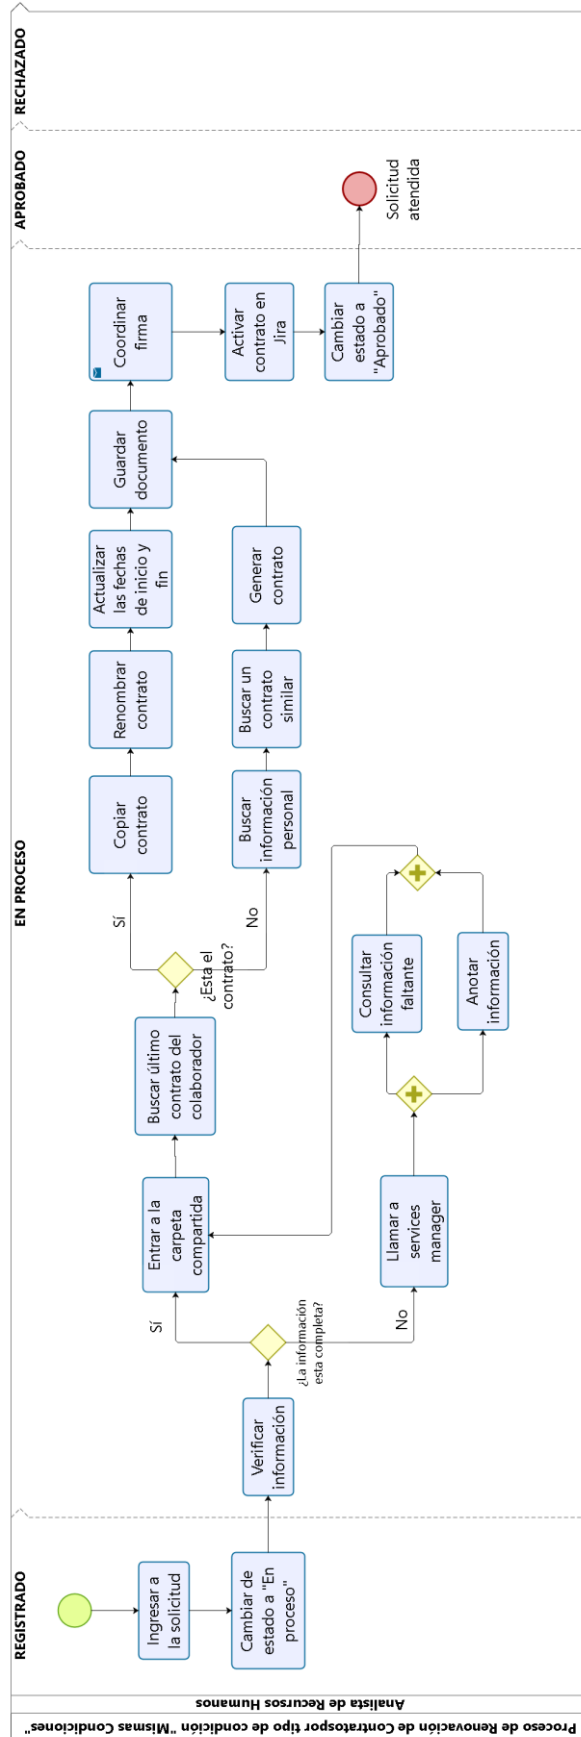 Proceso de Renovación de Contratospor tipo de condición "Mismas Condiciones"
Analista de Recursos Humanos
REGISTRADO
EN PROCESO
APROBADO
RECHAZADO
Ingresar a
la solicitud
Cambiar de
estado a "En
proceso"
Verificar
información
¿La información
esta completa?
Sí
No
Entrar a la
carpeta
compartida
Llamar a
services
manager
Consultar
información
faltante
Anotar
información
Buscar último
contrato del
colaborador
¿Esta el
contrato?
Sí
No
Copiar
contrato
Renombrar
contrato
Actualizar
las fechas
de inicio y
fin
Buscar
información
personal
Buscar un
contrato
similar
Generar
contrato
Guardar
documento
Coordinar
firma
Activar
contrato en
Jira
Cambiar
estado a
"Aprobado"
Solicitud
atendida